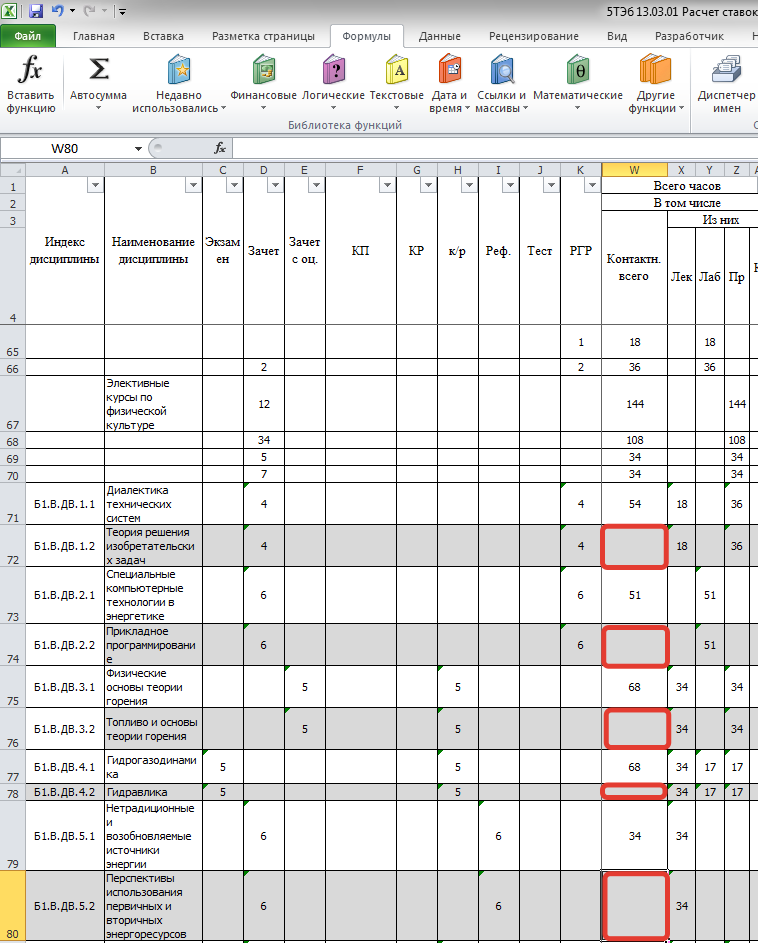 5ТЭб 13.03.01 Расчет ставок
Файл Главная Вставка Разметка страницы Формулы Данные Рецензирование Вид Разработчик
Вставить функцию
Автосумма
Недавно использовались
Финансовые
Логические
Текстовые
Дата и время
Ссылки и массивы
Математические
Другие функции
Диспетчер имен
Библиотека функций
W80 fx
A B C D E F G H I J K W X Y Z
1 Всего часов
2 В том числе
3 Из них
4 Индекс дисциплины Наименование дисциплины Экзам ен Зачет Зачет с оц. КП КР к/р Реф. Тест РГР Контактн. всего Лек Лаб Пр
65 1 18 18
66 2 2 36 36
67 Элективные курсы по физической культуре 12 144 144
68 34 108 108
69 5 34 34
70 7 34 34
71 Б1.В.ДВ.1.1 Диалектика технических систем 4 4 54 18 36
72 Б1.В.ДВ.1.2 Теория решения изобретательски х задач 4 4 18 36
73 Б1.В.ДВ.2.1 Специальные компьютерные технологии в энергетике 6 6 51 51
74 Б1.В.ДВ.2.2 Прикладное программировани е 6 6 51
75 Б1.В.ДВ.3.1 Физические основы теории горения 5 5 68 34 34
76 Б1.В.ДВ.3.2 Топливо и основы теории горения 5 5 34 34
77 Б1.В.ДВ.4.1 Гидрогазодинами ка 5 5 68 34 17 17
78 Б1.В.ДВ.4.2 Гидравлика 5 5 34 17 17
79 Б1.В.ДВ.5.1 Нетрадиционные и возобновляемые источники энергии 6 6 34 34
80 Б1.В.ДВ.5.2 Перспективы использования первичных и вторичных энергоресурсов 6 6 34